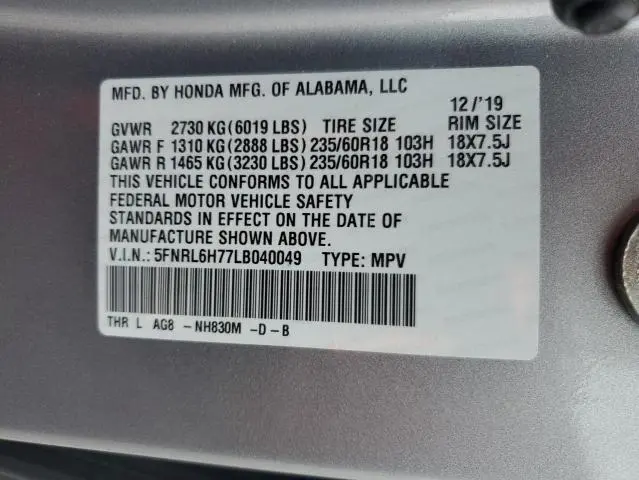 MFD. BY HONDA MFG. OF ALABAMA, LLC
12/'19
GVWR 2730 KG(6019 LBS) TIRE SIZE RIM SIZE
GAWR F 1310 KG(2888 LBS) 235/60R18 103H 18X7.5J
GAWR R 1465 KG(3230 LBS) 235/60R18 103H 18X7.5J
THIS VEHICLE CONFORMS TO ALL APPLICABLE
FEDERAL MOTOR VEHICLE SAFETY
STANDARDS IN EFFECT ON THE DATE OF
MANUFACTURE SHOWN ABOVE.
V.I.N.: 5FNRL6H77LB040049 TYPE: MPV
THR L AG8 - NH830M -D-B